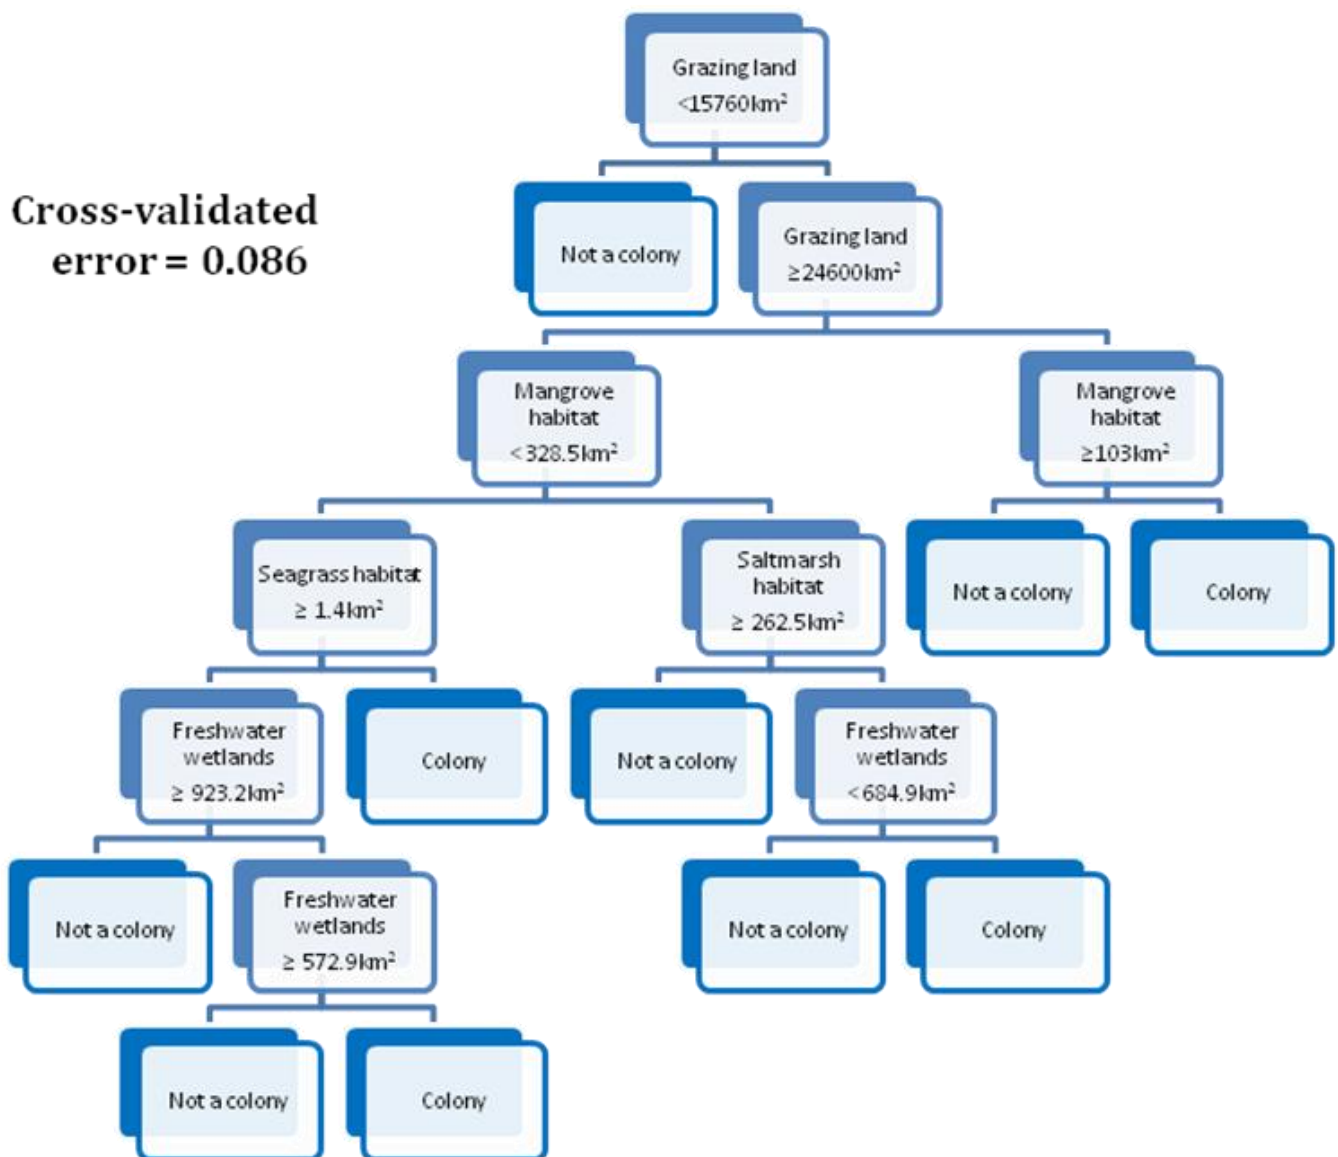 Grazing land
<15760km²
Cross-validated
error = 0.086
Not a colony
Grazing land
≥24600km²
Mangrove
habitat
<328.5km²
Mangrove
habitat
≥103km²
Seagrass habitat
≥ 1.4km²
Saltmarsh
habitat
≥ 262.5km²
Not a colony
Colony
Freshwater
wetlands
≥ 923.2km²
Colony
Not a colony
Freshwater
wetlands
<684.9km²
Not a colony
Freshwater
wetlands
≥ 572.9km²
Not a colony
Colony
Not a colony
Colony